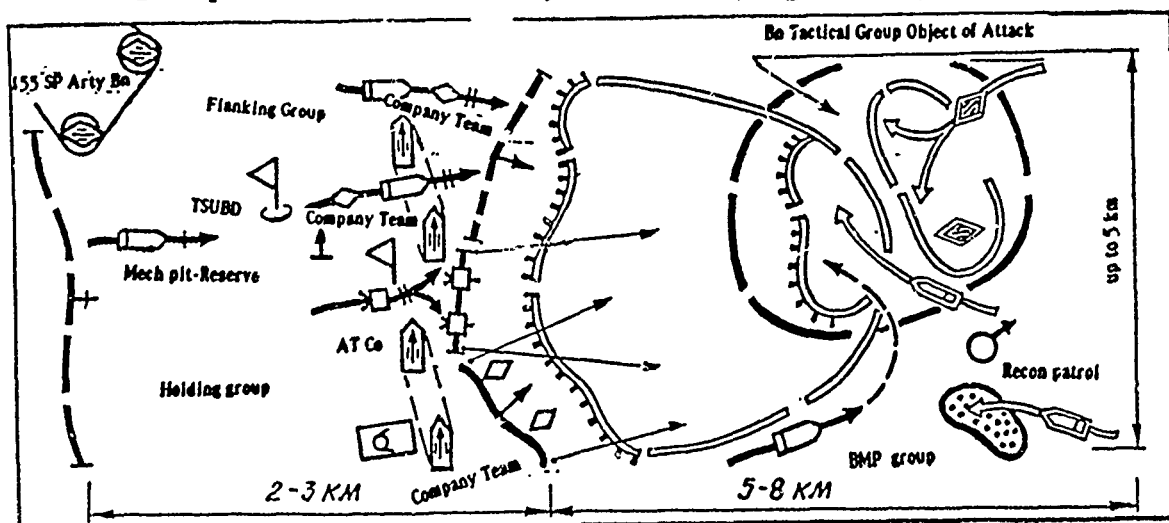 Bn Tactical Group Object of Attack
155 SP Arty Bn
Flanking Group
Company Team
TSUBD
Company Team
Mech plt-Reserve
up to 5 km
AT Co
Holding group
Recon patrol
BMP group
Company Team
2-3 КМ
5-8 КМ